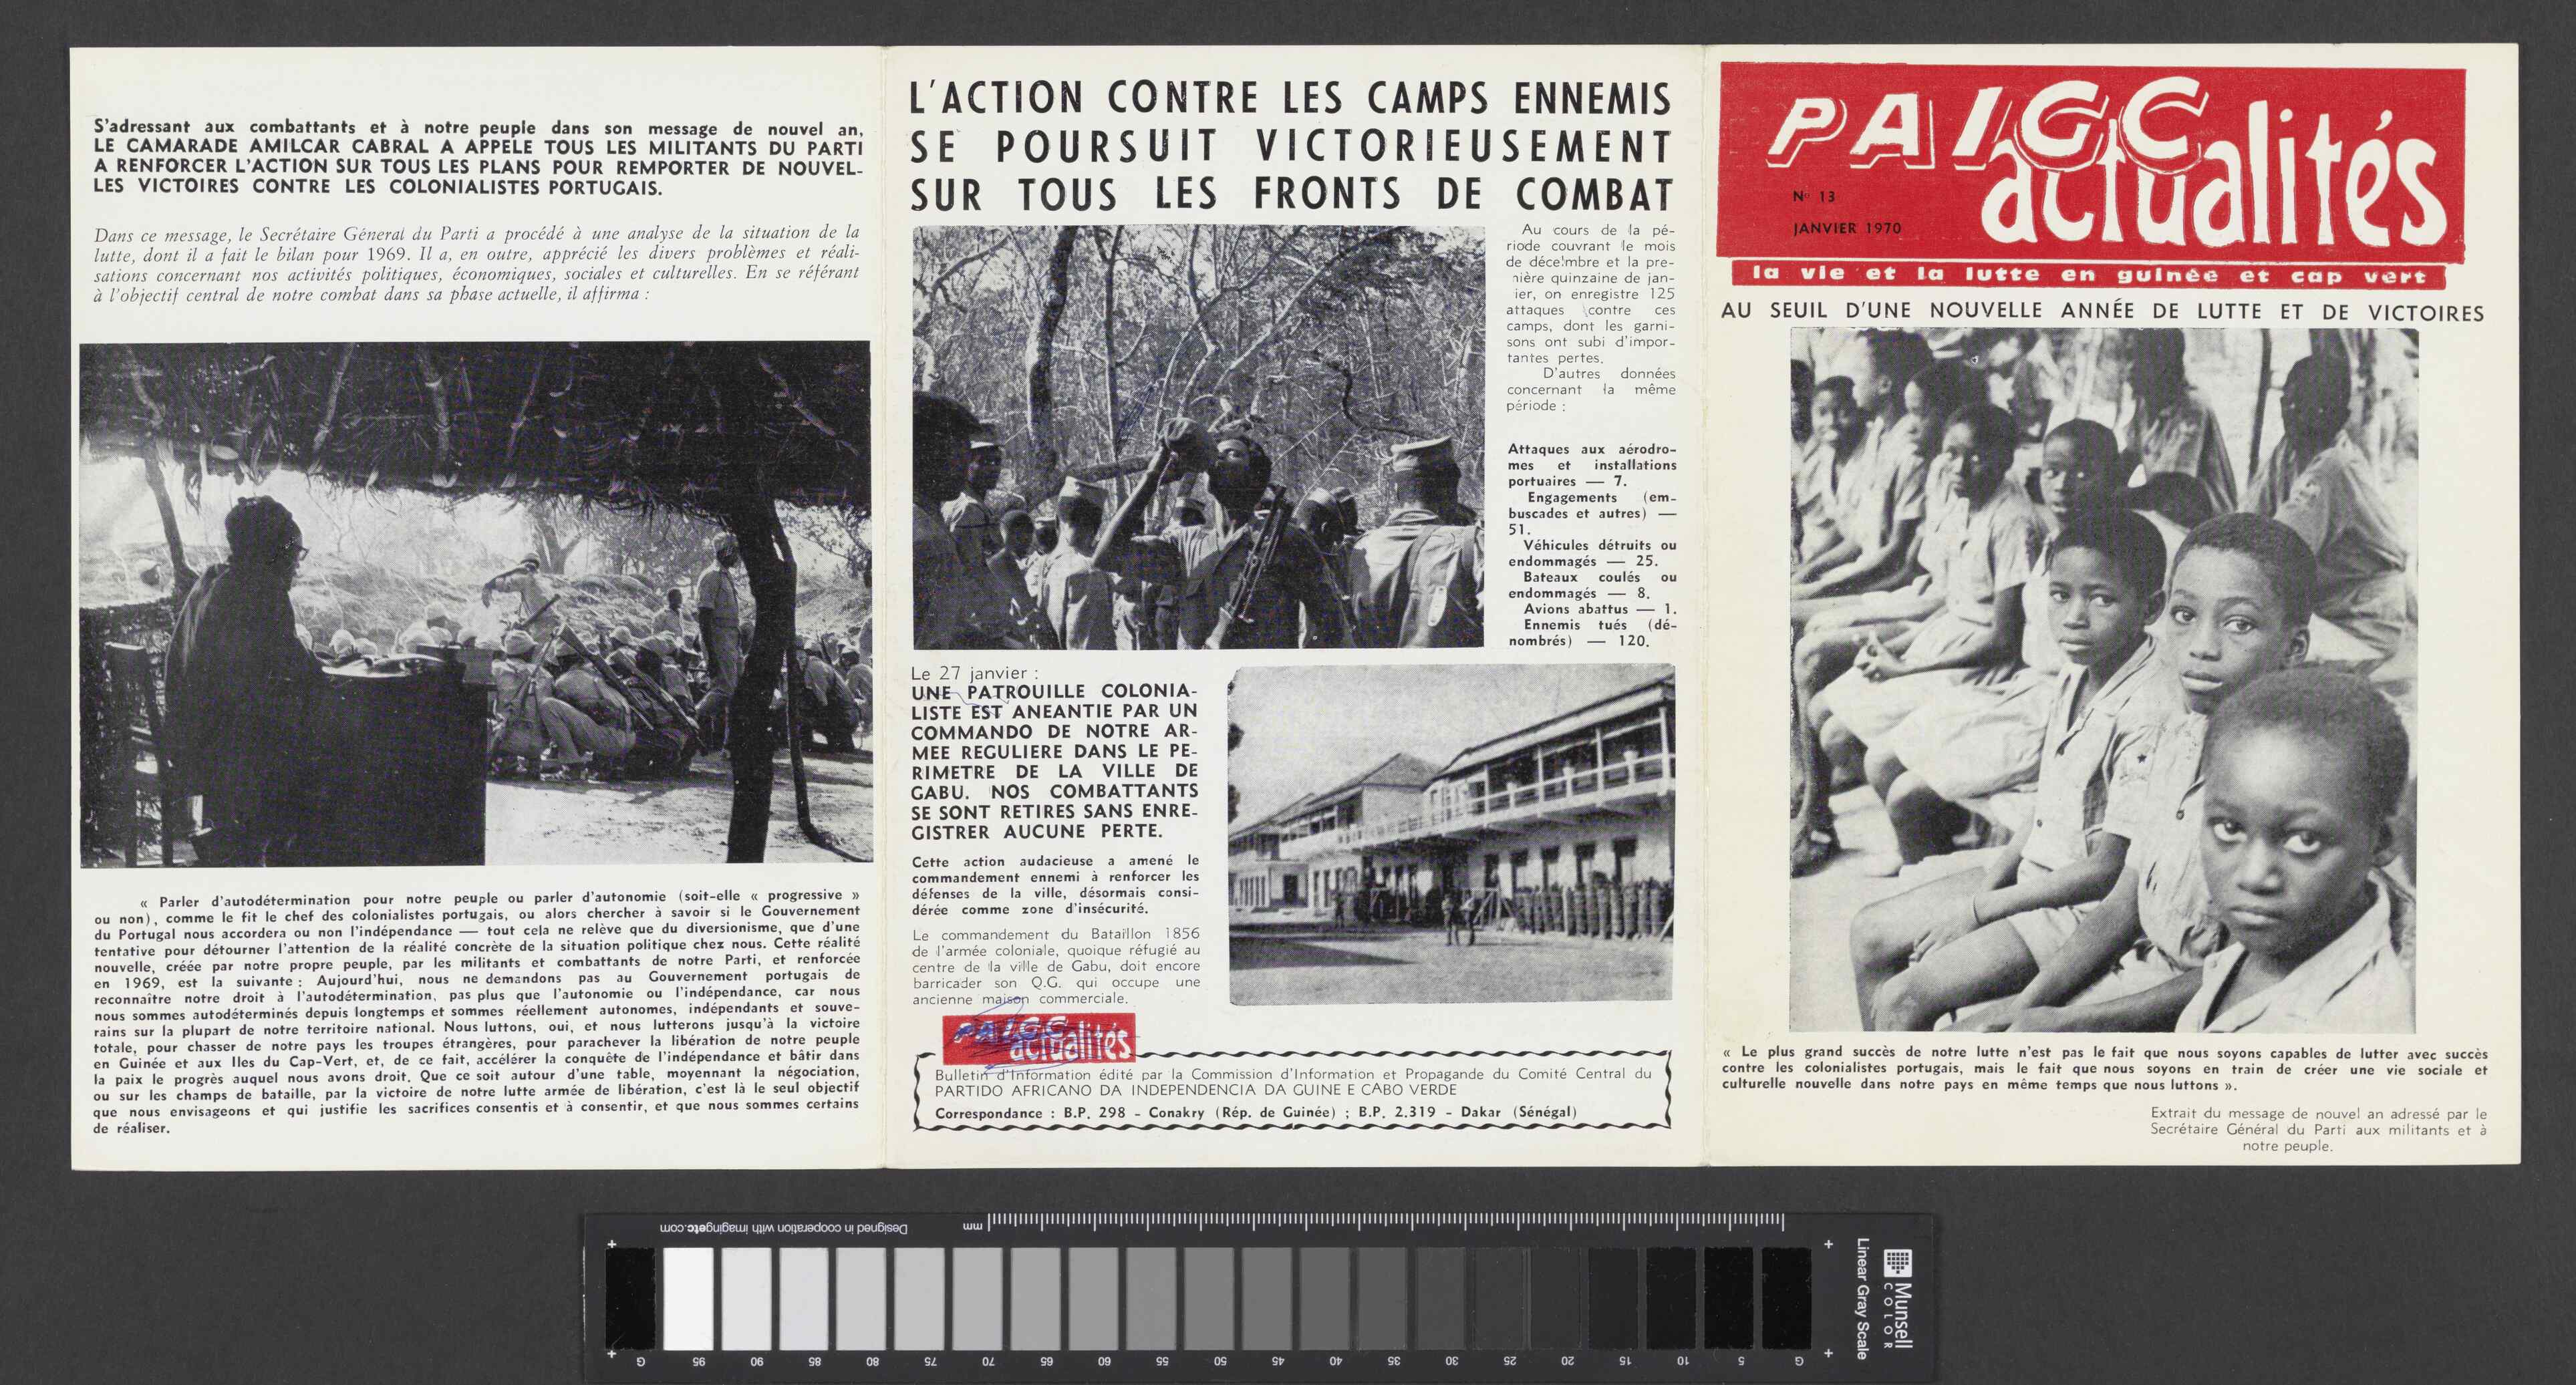 S'adressant aux combattants et à notre peuple dans son message de nouvel an,
LE CAMARADE AMILCAR CABRAL A APPELE TOUS LES MILITANTS DU PARTI
A RENFORCER L'ACTION SUR TOUS LES PLANS POUR REMPORTER DE NOUVEL-
LES VICTOIRES CONTRE LES COLONIALISTES PORTUGAIS.
Dans ce message, le Secrétaire Géneral du Parti a procédé à une analyse de la situation de la
lutte, dont il a fait le bilan pour 1969. Il a, en outre, apprécié les divers problèmes et réali-
sations concernant nos activités politiques, économiques, sociales et culturelles. En se référant
à l'objectif central de notre combat dans sa phase actuelle, il affirma :
« Parler d'autodétermination pour notre peuple ou parler d'autonomie (soit-elle « progressive »
ou non), comme le fit le chef des colonialistes portugais, ou alors chercher à savoir si le Gouvernement
du Portugal nous accordera ou non l'indépendance — tout cela ne relève que du diversionisme, que d'une
tentative pour détourner l'attention de la réalité concrète de la situation politique chez nous. Cette réalité
nouvelle, créée par notre propre peuple, par les militants et combattants de notre Parti, et renforcée
en 1969, est la suivante : Aujourd'hui, nous ne demandons pas au Gouvernement portugais de
reconnaître notre droit à l'autodétermination, pas plus que l'autonomie ou l'indépendance, car nous
nous sommes autodéterminés depuis longtemps et sommes réellement autonomes, indépendants et souve-
rains sur la plupart de notre territoire national. Nous luttons, oui, et nous lutterons jusqu'à la victoire
totale, pour chasser de notre pays les troupes étrangères, pour parachever la libération de notre peuple
en Guinée et aux Iles du Cap-Vert, et, de ce fait, accélérer la conquête de l'indépendance et bâtir dans
la paix le progrès auquel nous avons droit. Que ce soit autour d'une table, moyennant la négociation,
ou sur les champs de bataille, par la victoire de notre lutte armée de libération, c'est là le seul objectif
que nous envisageons et qui justifie les sacrifices consentis et à consentir, et que nous sommes certains
de réaliser.
L'ACTION CONTRE LES CAMPS ENNEMIS
SE POURSUIT VICTORIEUSEMENT
SUR TOUS LES FRONTS DE COMBAT
Au cours de la pé-
riode couvrant le mois
de décembre et la pre-
nière quinzaine de jan-
ier, on enregistre 125
attaques contre ces
camps, dont les garni-
sons ont subi d'impor-
tantes pertes.
D'autres données
concernant la même
période :
Attaques aux aérodro-
mes et installations
portuaires — 7.
Engagements (em-
buscades et autres) —
51.
Véhicules détruits ou
endommagés — 25.
Bateaux coulés ou
endommagés — 8.
Avions abattus — 1.
Ennemis tués (dé-
nombrés) — 120.
Le 27 janvier :
UNE PATROUILLE COLONIA-
LISTE EST ANEANTIE PAR UN
COMMANDO DE NOTRE AR-
MEE REGULIERE DANS LE PE-
RIMETRE DE LA VILLE DE
GABU. NOS COMBATTANTS
SE SONT RETIRES SANS ENRE-
GISTRER AUCUNE PERTE.
Cette action audacieuse a amené le
commandement ennemi à renforcer les
défenses de la ville, désormais consi-
dérée comme zone d'insécurité.
Le commandement du Bataillon 1856
de l'armée coloniale, quoique réfugié au
centre de la ville de Gabu, doit encore
barricader son Q.G. qui occupe une
ancienne maison commerciale.
PAIGC
actualités
Bulletin d'Information édité par la Commission d'Information et Propagande du Comité Central du
PARTIDO AFRICANO DA INDEPENDENCIA DA GUINE E CABO VERDE
Correspondance : B.P. 298 - Conakry (Rép. de Guinée) ; B.P. 2.319 - Dakar (Sénégal)
PAIGC
actualités
N° 13
JANVIER 1970
la vie et la lutte en guinée et cap vert
AU SEUIL D'UNE NOUVELLE ANNÉE DE LUTTE ET DE VICTOIRES
« Le plus grand succès de notre lutte n'est pas le fait que nous soyons capables de lutter avec succès
contre les colonialistes portugais, mais le fait que nous soyons en train de créer une vie sociale et
culturelle nouvelle dans notre pays en même temps que nous luttons ».
Extrait du message de nouvel an adressé par le
Secrétaire Général du Parti aux militants et à
notre peuple.
Designed in cooperation with imagingetc.com
mm
G 95 90 85 80 75 70 65 60 55 50 45 40 35 30 25 20 15 10 5 G
Linear Gray Scale
Munsell
COLOR